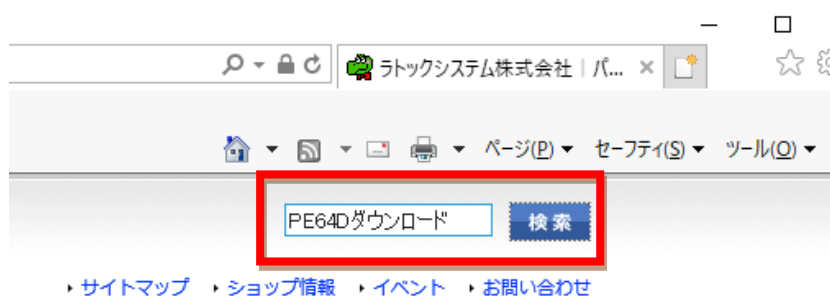 ラトックシステム株式会社 | パ...
ページ(P) セーフティ(S) ツール(O)
PE64Dダウンロード 検索
サイトマップ ショップ情報 イベント お問い合わせ